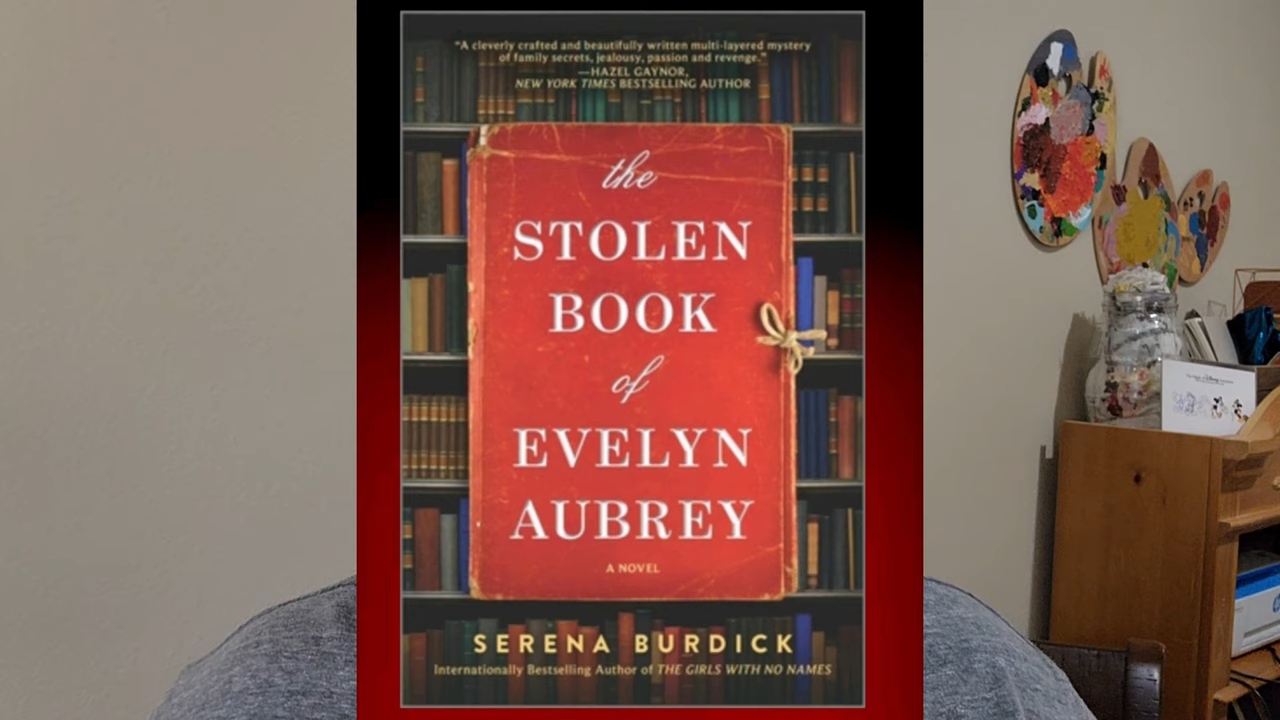 "A cleverly crafted and beautifully written multi-layered mystery
of family secrets, jealousy, passion and revenge."
—HAZEL GAYNOR,
NEW YORK TIMES BESTSELLING AUTHOR
the
STOLEN
BOOK
of
EVELYN
AUBREY
A NOVEL
SERENA BURDICK
Internationally Bestselling Author of THE GIRLS WITH NO NAMES